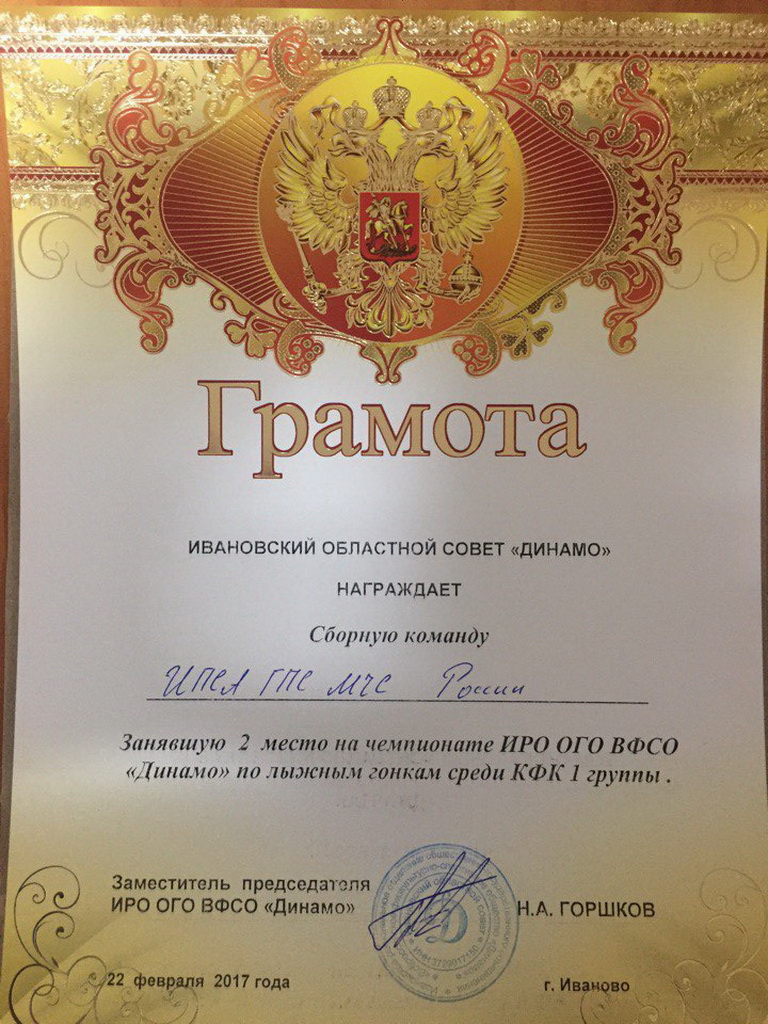 Грамота
ИВАНОВСКИЙ ОБЛАСТНОЙ СОВЕТ «ДИНАМО»
НАГРАЖДАЕТ
Сборную команду
ИПСА ГПС МЧС России
Занявшую 2 место на чемпионате ИРО ОГО ВФСО
«Динамо» по лыжным гонкам среди КФК 1 группы .
Заместитель председателя
ИРО ОГО ВФСО «Динамо»
Н.А. ГОРШКОВ
22 февраля 2017 года
г. Иваново